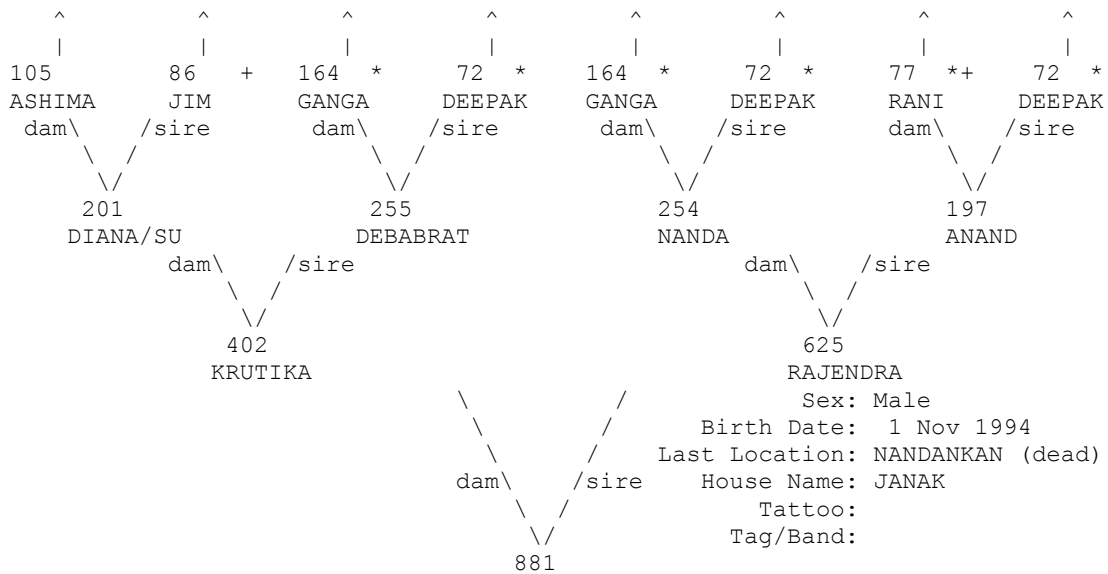 ^ ^ ^ ^ ^ ^ ^ ^
| | | | | | | |
105 86 + 164 * 72 * 164 * 72 * 77 *+ 72 *
ASHIMA JIM GANGA DEEPAK GANGA DEEPAK RANI DEEPAK
dam\ /sire dam\ /sire dam\ /sire dam\ /sire
\ / \ / \ / \ /
\/ \/ \/ \/
201 255 254 197
DIANA/SU DEBABRAT NANDA ANAND
dam\ /sire dam\ /sire
\ / \ /
\/ \/
402 625
KRUTIKA RAJENDRA
\ / Sex: Male
\ / Birth Date: 1 Nov 1994
\ / Last Location: NANDANKAN (dead)
dam\ /sire House Name: JANAK
\ / Tattoo:
\/ Tag/Band:
881